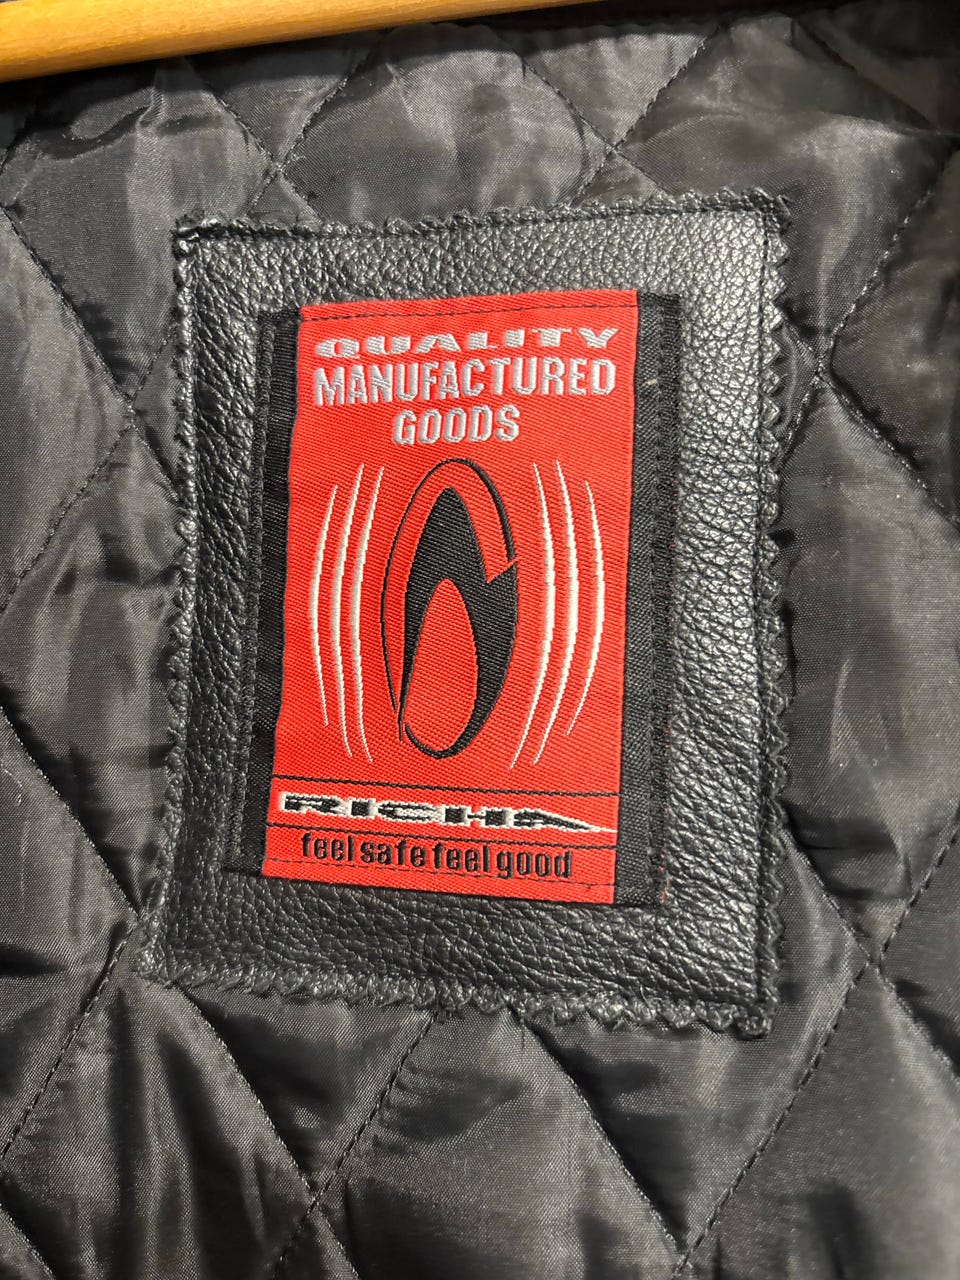 QUALITY
MANUFACTURED
GOODS
RICHA
feel safe feel good